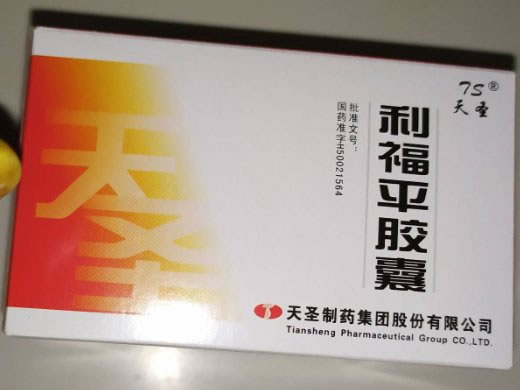 TS®
天圣
利福平胶囊
批准文号:
国药准字H50021564
天圣
天圣制药集团股份有限公司
Tiansheng Pharmaceutical Group CO.,LTD.